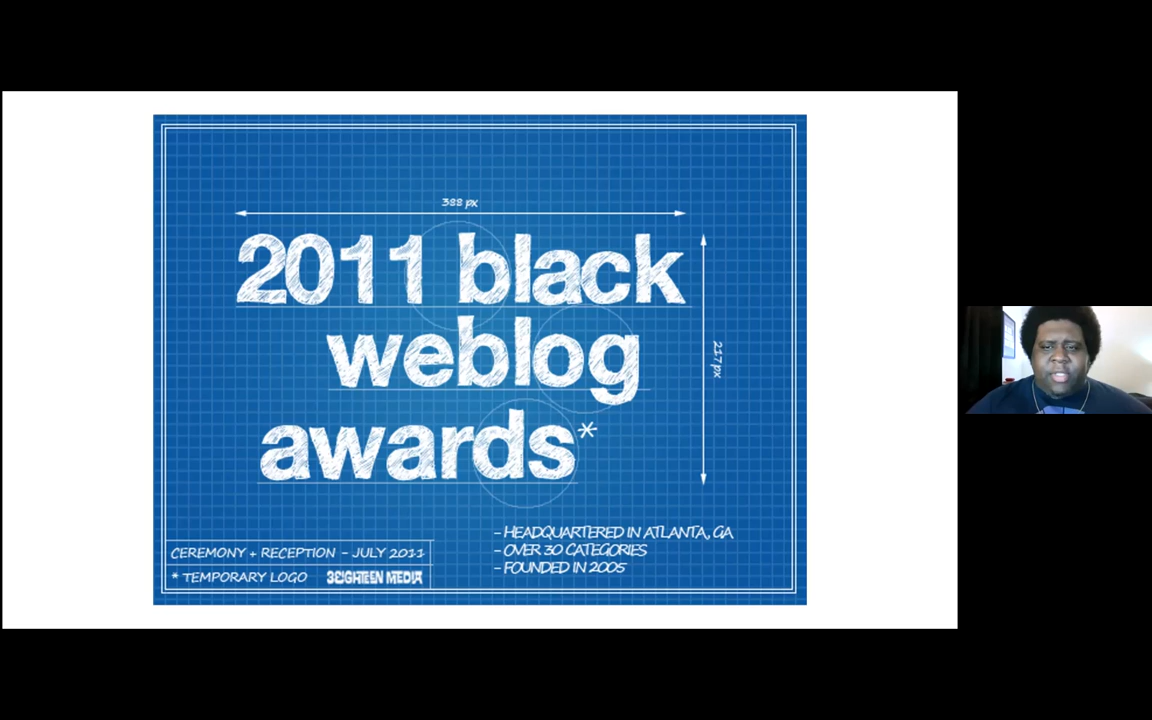 388 px
2011 black
weblog
awards*
217 px
- HEADQUARTERED IN ATLANTA, GA
- OVER 30 CATEGORIES
- FOUNDED IN 2005
CEREMONY + RECEPTION - JULY 2011
* TEMPORARY LOGO 3EIGHTEEN MEDIA